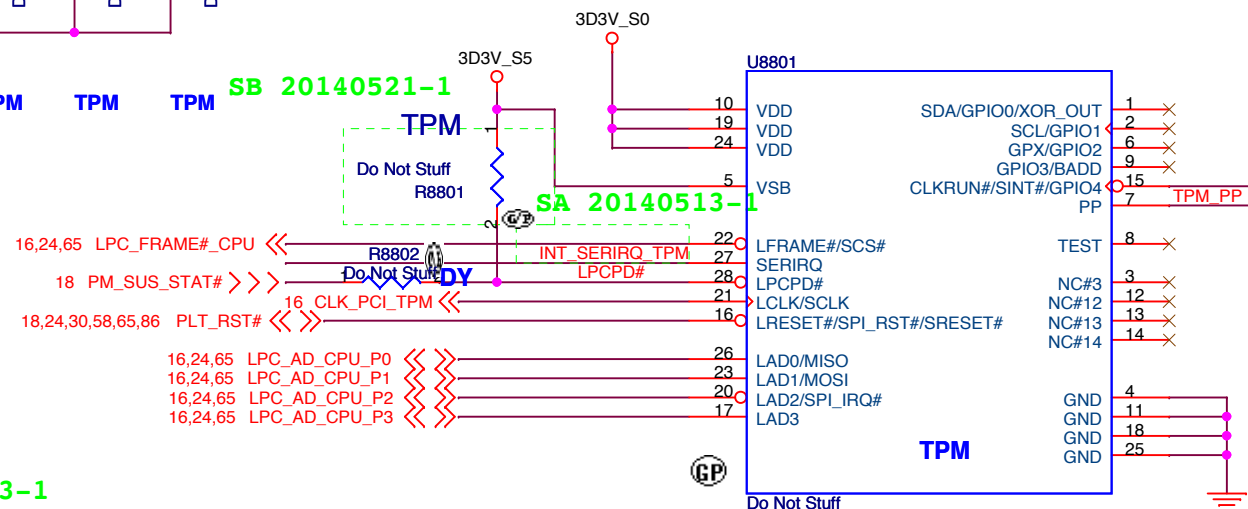 3D3V_S0
3D3V_S5
U8801
SB 20140521-1
PM TPM TPM
TPM
1
Do Not Stuff
R8801
2
G/P
SA 20140513-1
10 VDD
19 VDD
24 VDD
5 VSB
SDA/GPIO0/XOR_OUT 1
SCL/GPIO1 2
GPX/GPIO2 6
GPIO3/BADD 9
CLKRUN#/SINT#/GPIO4 15
PP 7 TPM_PP
16,24,65 LPC_FRAME#_CPU 22 LFRAME#/SCS#
TEST 8
R8802
INT_SERIRQ_TPM 27 SERIRQ
1 Do Not Stuff DY
18 PM_SUS_STAT# LPCPD# 28 LPCPD#
NC#3 3
16 CLK_PCI_TPM 21 LCLK/SCLK
NC#12 12
18,24,30,58,65,86 PLT_RST# 16 LRESET#/SPI_RST#/SRESET#
NC#13 13
NC#14 14
16,24,65 LPC_AD_CPU_P0 26 LAD0/MISO
16,24,65 LPC_AD_CPU_P1 23 LAD1/MOSI
16,24,65 LPC_AD_CPU_P2 20 LAD2/SPI_IRQ#
16,24,65 LPC_AD_CPU_P3 17 LAD3
GND 4
GND 11
GND 18
GND 25
TPM
GP
3-1
Do Not Stuff